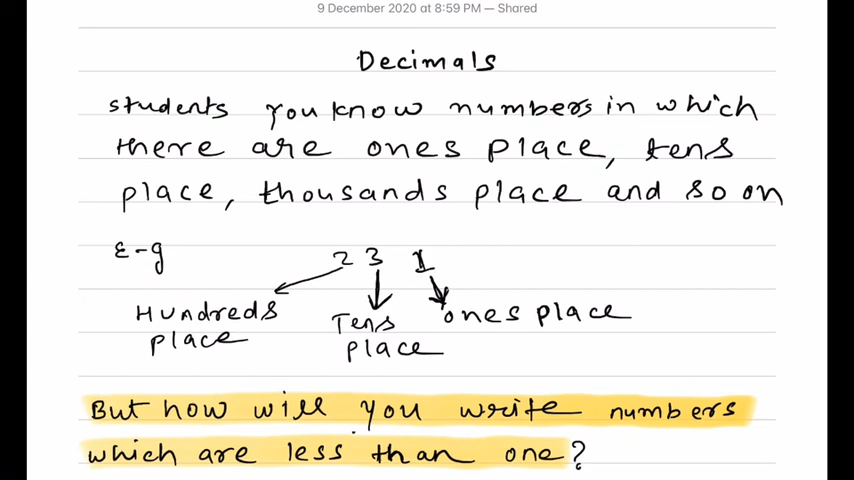 9 December 2020 at 8:59 PM — Shared
Decimals
students you know numbers in which
there are ones place, tens
place, thousands place and so on
E-g
2 3 1
Hundreds place
Tens place
ones place
But how will you write numbers
which are less than one?